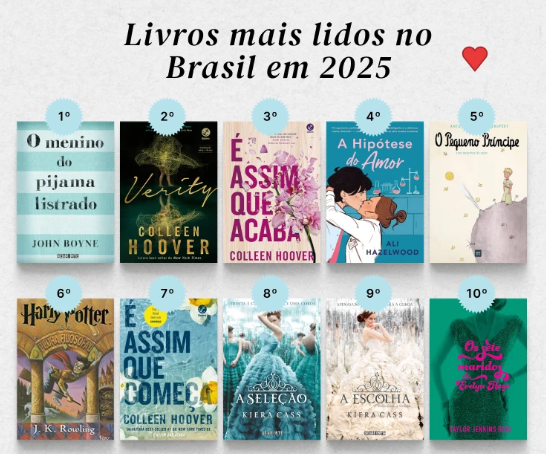 Livros mais lidos no
Brasil em 2025
1º
2º
3º
4º
5º
O menino
do
pijama
listrado
JOHN BOYNE
Verity
COLLEEN
HOOVER
É
ASSIM
QUE
ACABA
COLLEEN HOOVER
A Hipótese
do Amor
ALI
HAZELWOOD
O Pequeno Príncipe
6º
7º
8º
9º
10º
Harry Potter
J. K. Rowling
É
ASSIM
QUE
COMEÇA
COLLEEN HOOVER
A SELEÇÃO
KIERA CASS
A ESCOLHA
KIERA CASS
Os sete
maridos
Evelyn Hugo
TAYLOR JENKINS REID